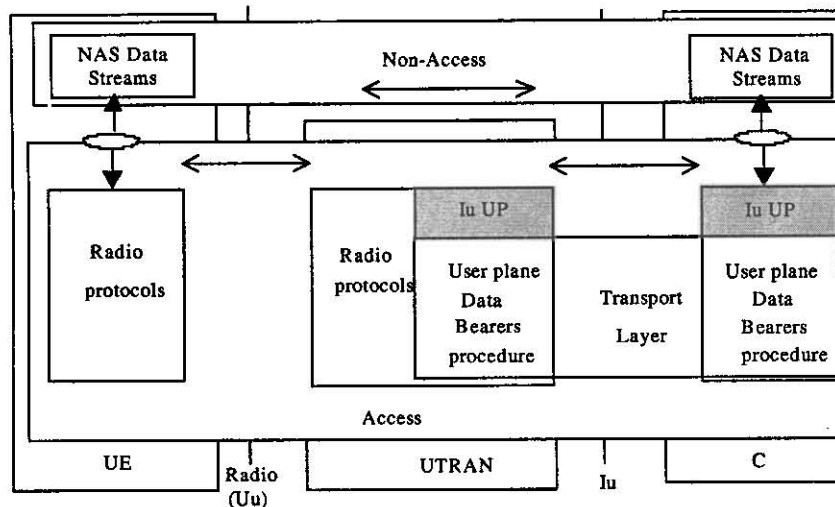 NAS Data
Streams
Non-Access
NAS Data
Streams
Iu UP
Iu UP
Radio
protocols
Radio
protocols
User plane
Data
Bearers
procedure
Transport
Layer
User plane
Data
Bearers
procedure
Access
UE
Radio
(Uu)
UTRAN
Iu
C